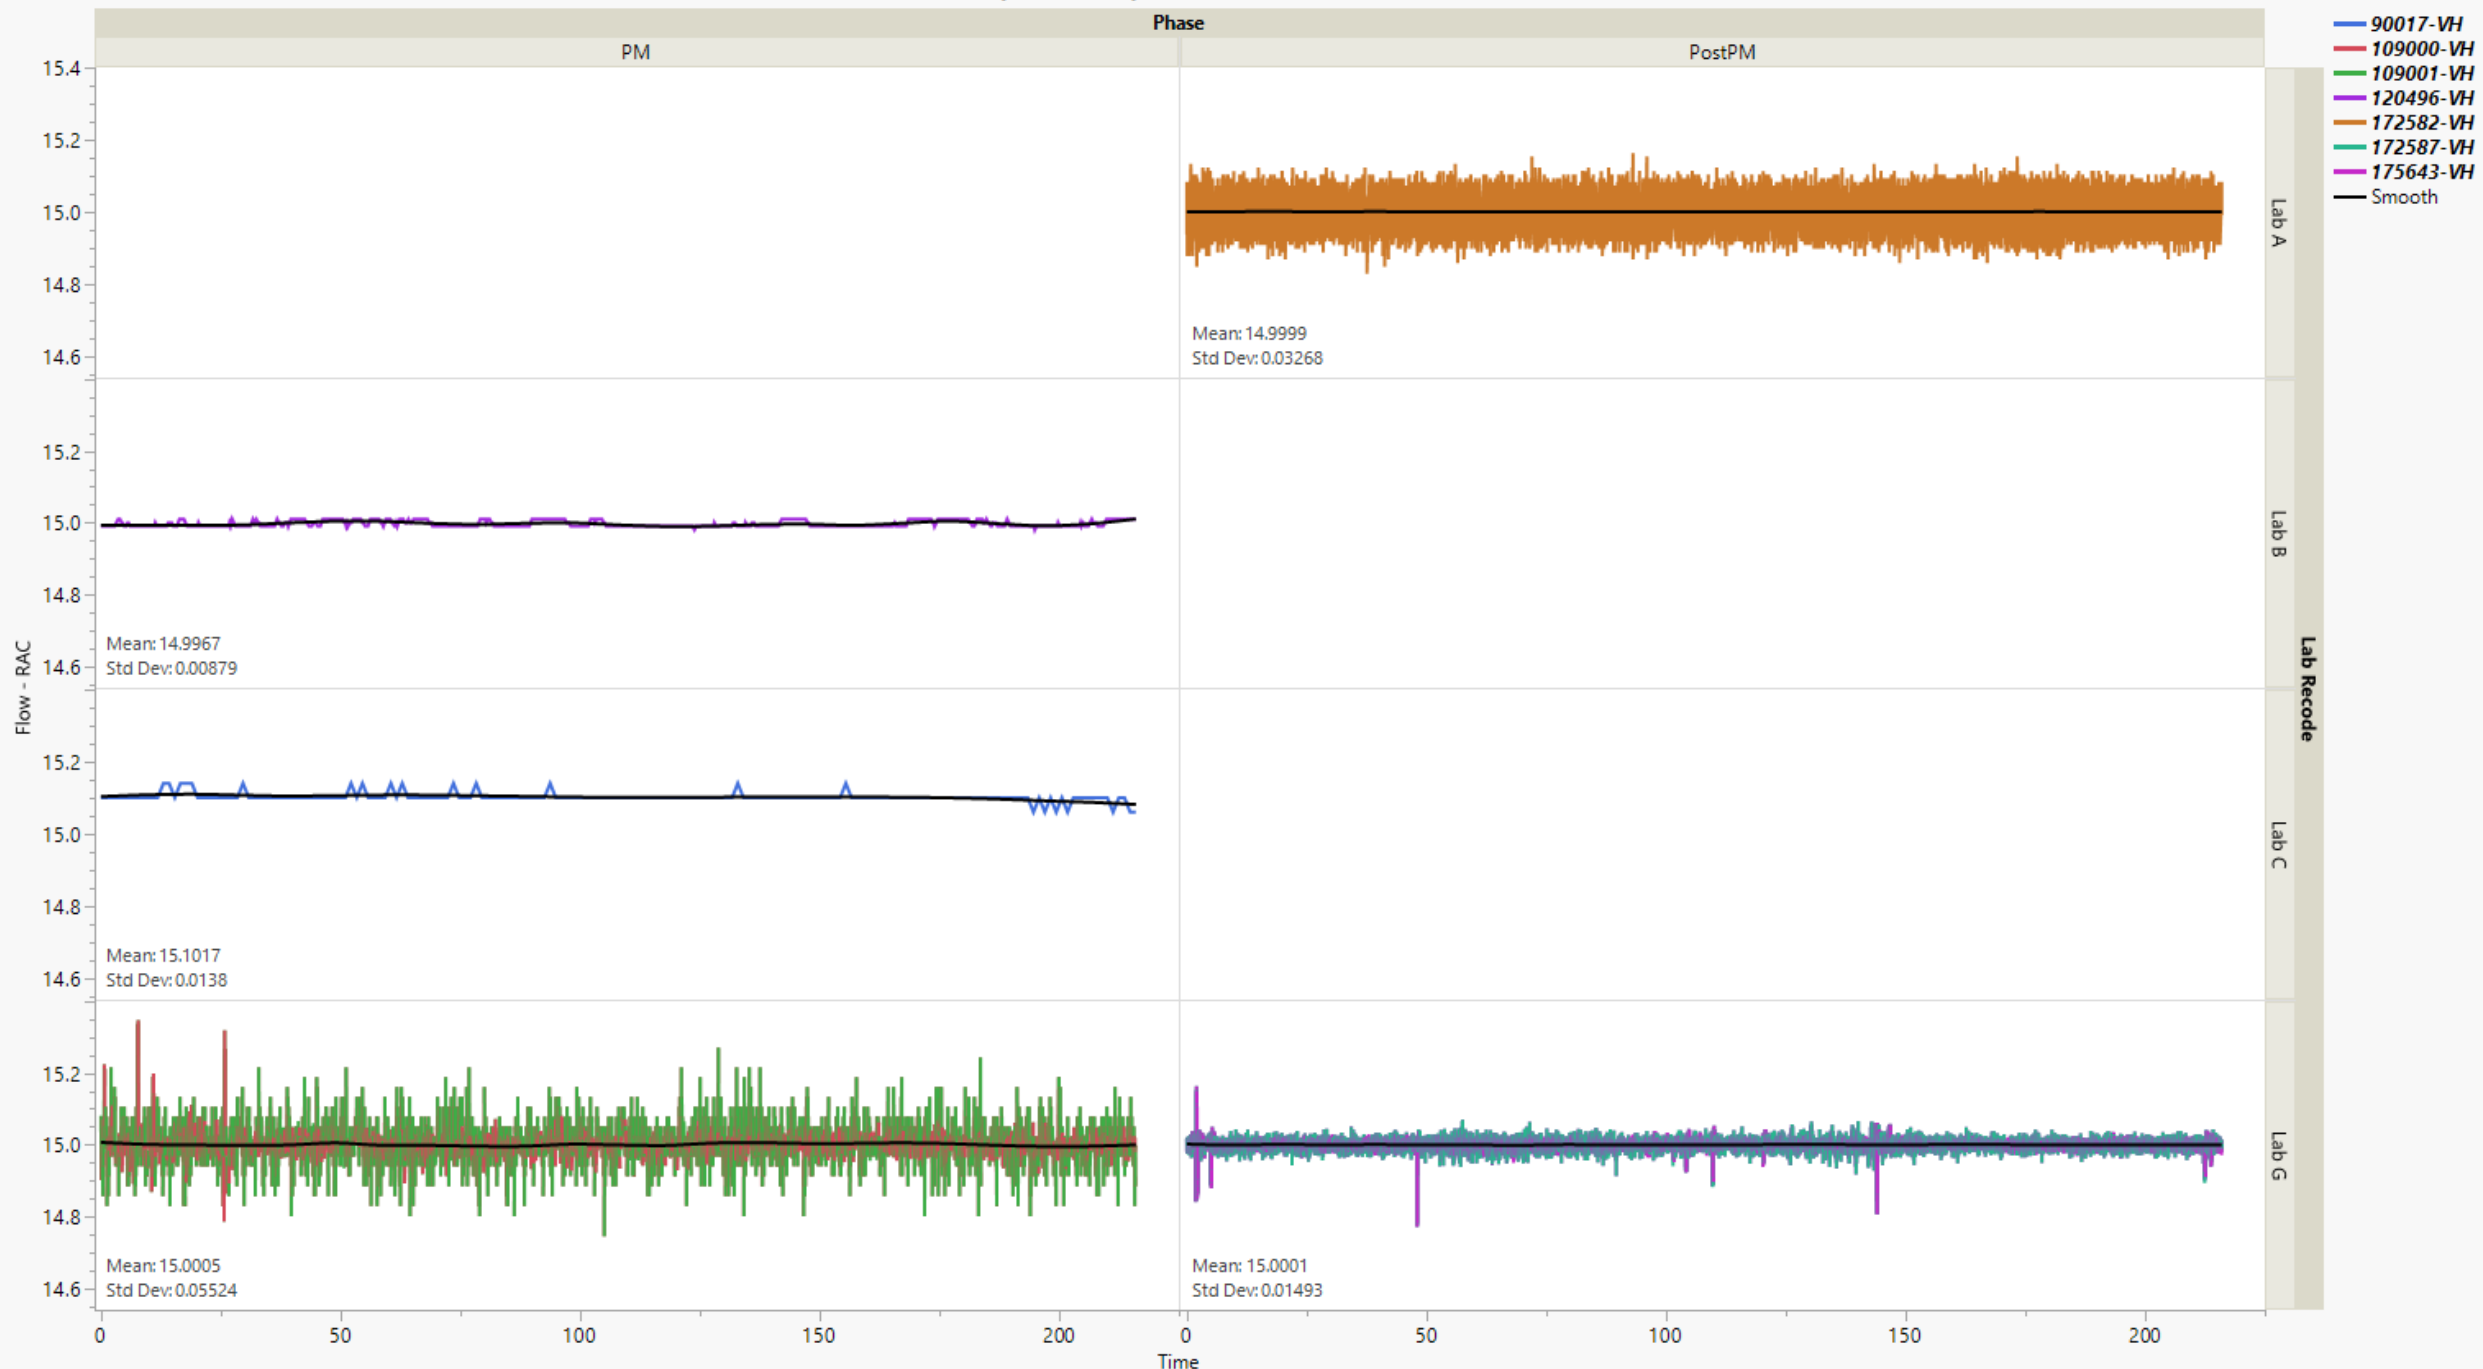 Phase
PM
PostPM
90017-VH
109000-VH
109001-VH
120496-VH
172582-VH
172587-VH
175643-VH
Smooth
15.4
15.2
15.0
14.8
14.6
Mean: 14.9999
Std Dev: 0.03268
Lab A
15.2
15.0
14.8
14.6
Mean: 14.9967
Std Dev: 0.00879
Lab B
Flow - RAC
Lab Recode
15.2
15.0
14.8
14.6
Mean: 15.1017
Std Dev: 0.0138
Lab C
15.2
15.0
14.8
14.6
Mean: 15.0005
Std Dev: 0.05524
Mean: 15.0001
Std Dev: 0.01493
Lab G
0 50 100 150 200 0 50 100 150 200
Time